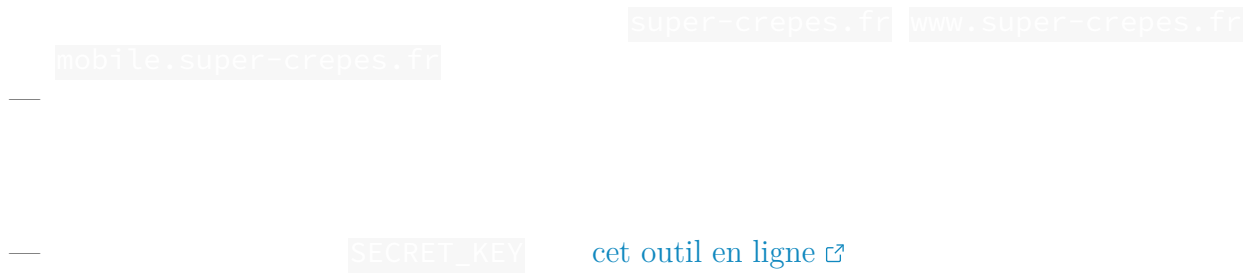 super-crepes.fr www.super-crepes.fr
mobile.super-crepes.fr
—
— SECRET_KEY cet outil en ligne